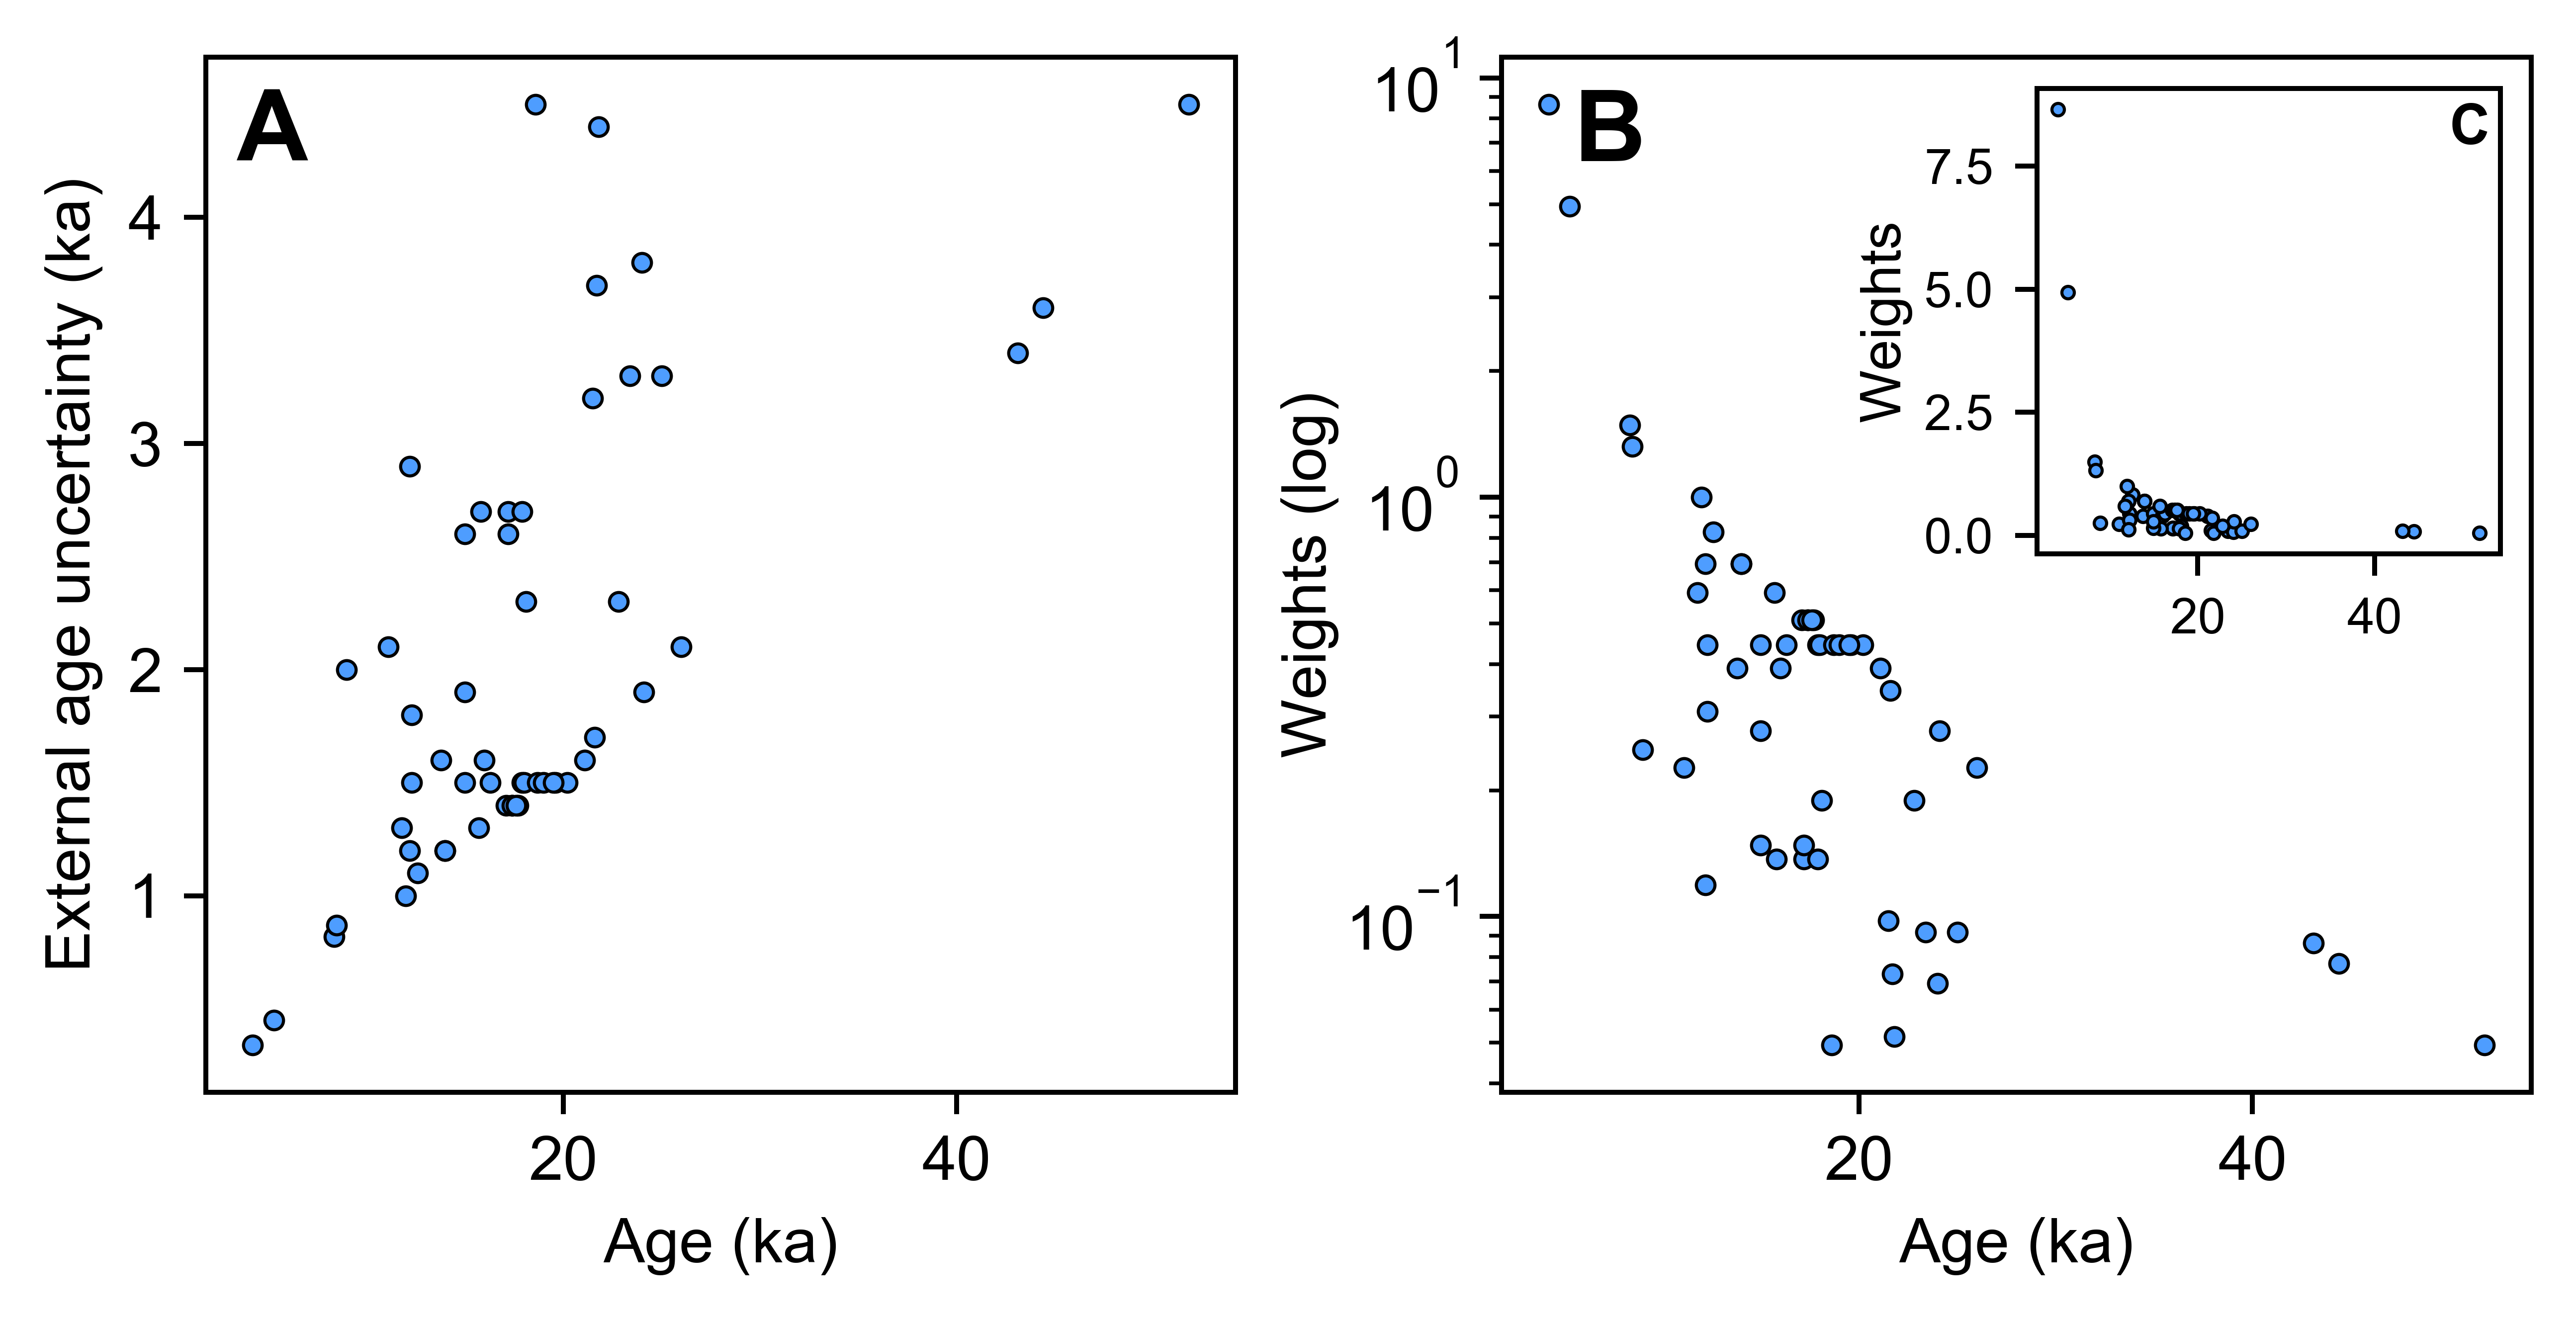 A
External age uncertainty (ka)
4
3
2
1
20
40
Age (ka)
B
Weights (log)
10^1
10^0
10^−1
20
40
Age (ka)
C
Weights
7.5
5.0
2.5
0.0
20
40